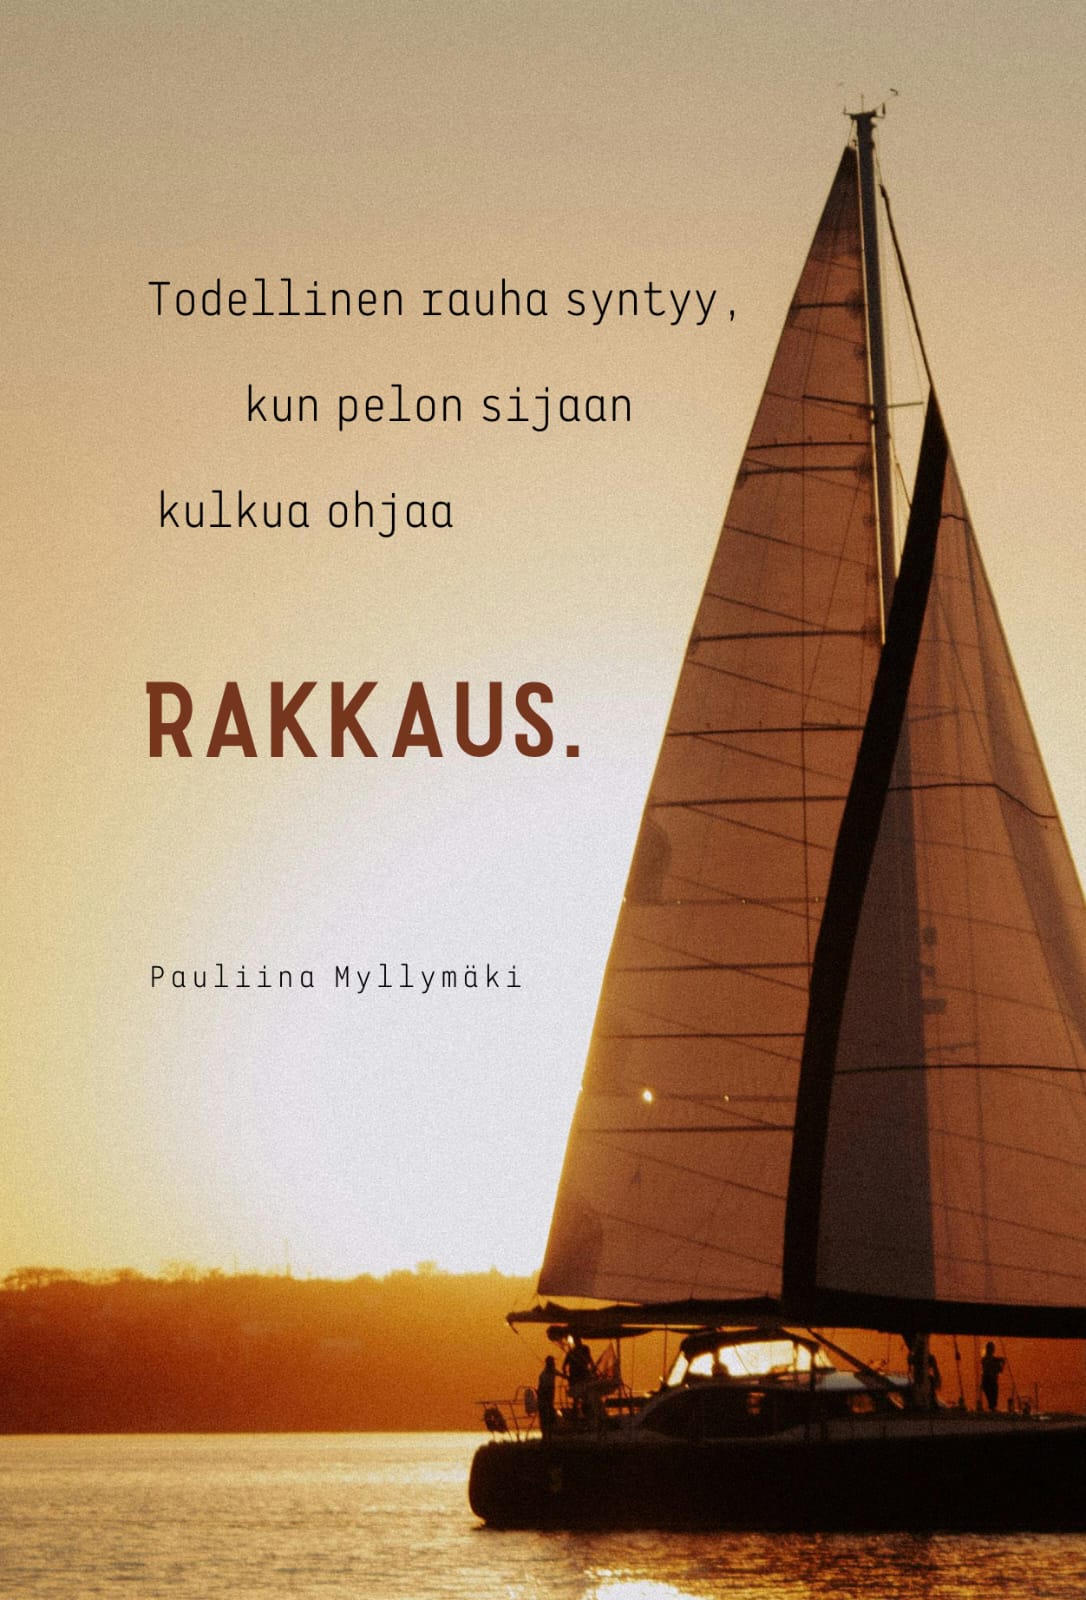 Todellinen rauha syntyy,
kun pelon sijaan
kulkua ohjaa
RAKKAUS.
Pauliina Myllymäki